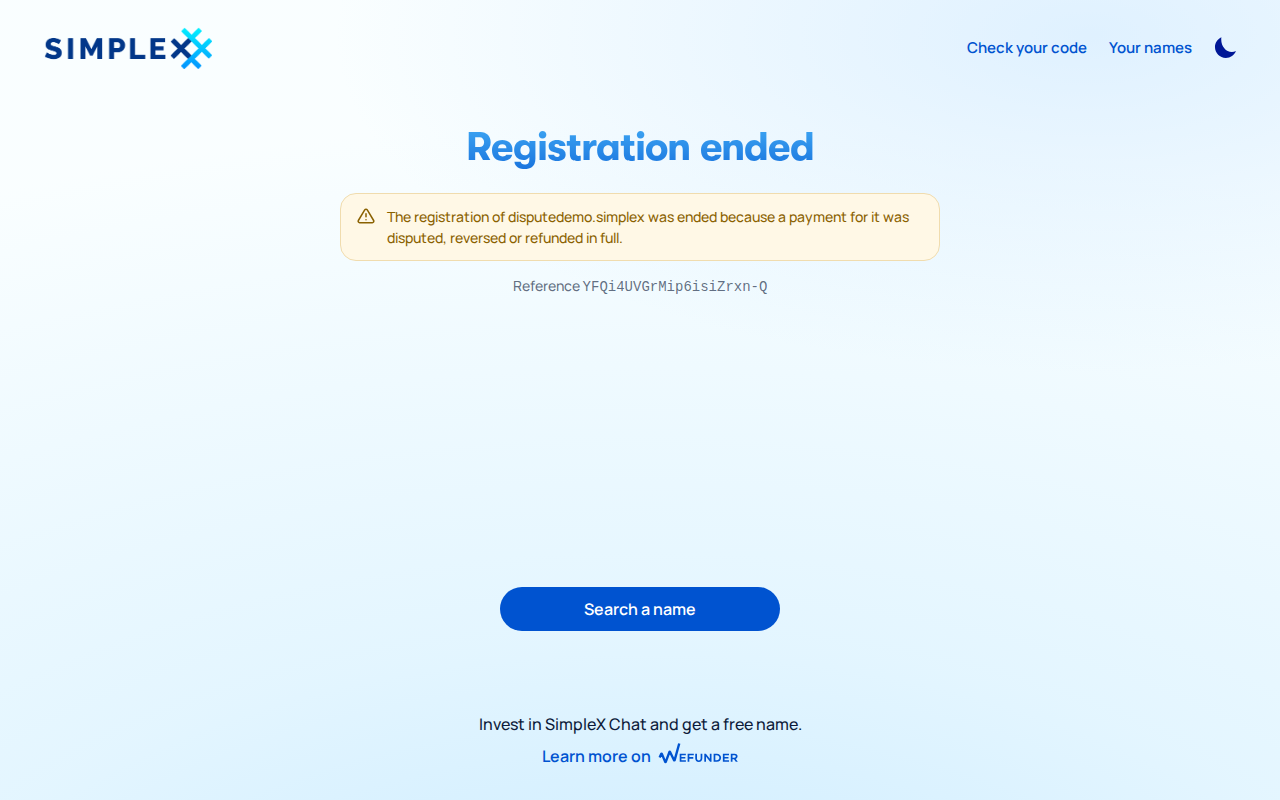 SIMPLEX
Check your code
Your names
Registration ended
The registration of disputedemo.simplex was ended because a payment for it was
disputed, reversed or refunded in full.
Reference YFQi4UVGrMip6isiZrxn-Q
Search a name
Invest in SimpleX Chat and get a free name.
Learn more on WEFUNDER